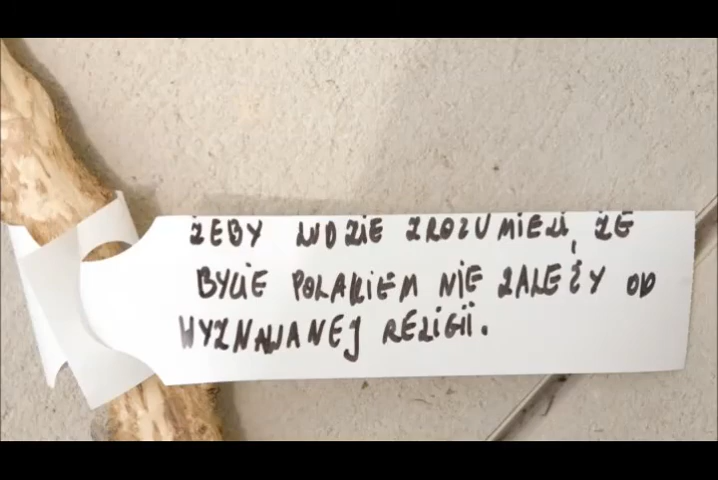 ŻEBY LUDZIE ZROZUMIELI, ŻE
BYCIE POLAKIEM NIE ZALEŻY OD
WYZNAWANEJ RELIGII.